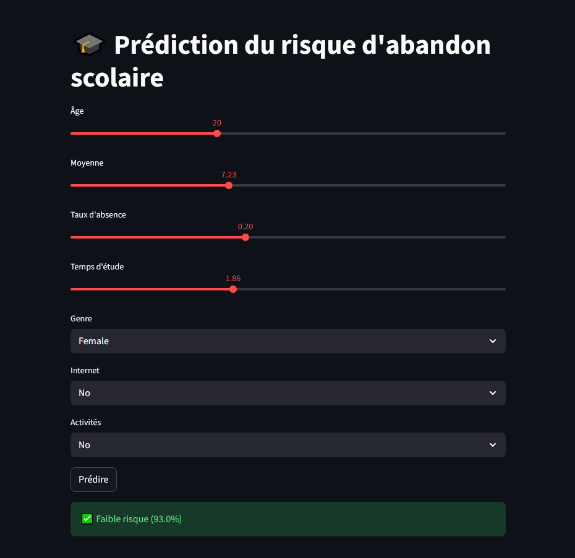 🎓 Prédiction du risque d'abandon
scolaire
Âge
20
Moyenne
7.23
Taux d'absence
0.20
Temps d'étude
1.86
Genre
Female
Internet
No
Activités
No
Prédire
✅ Faible risque (93.0%)